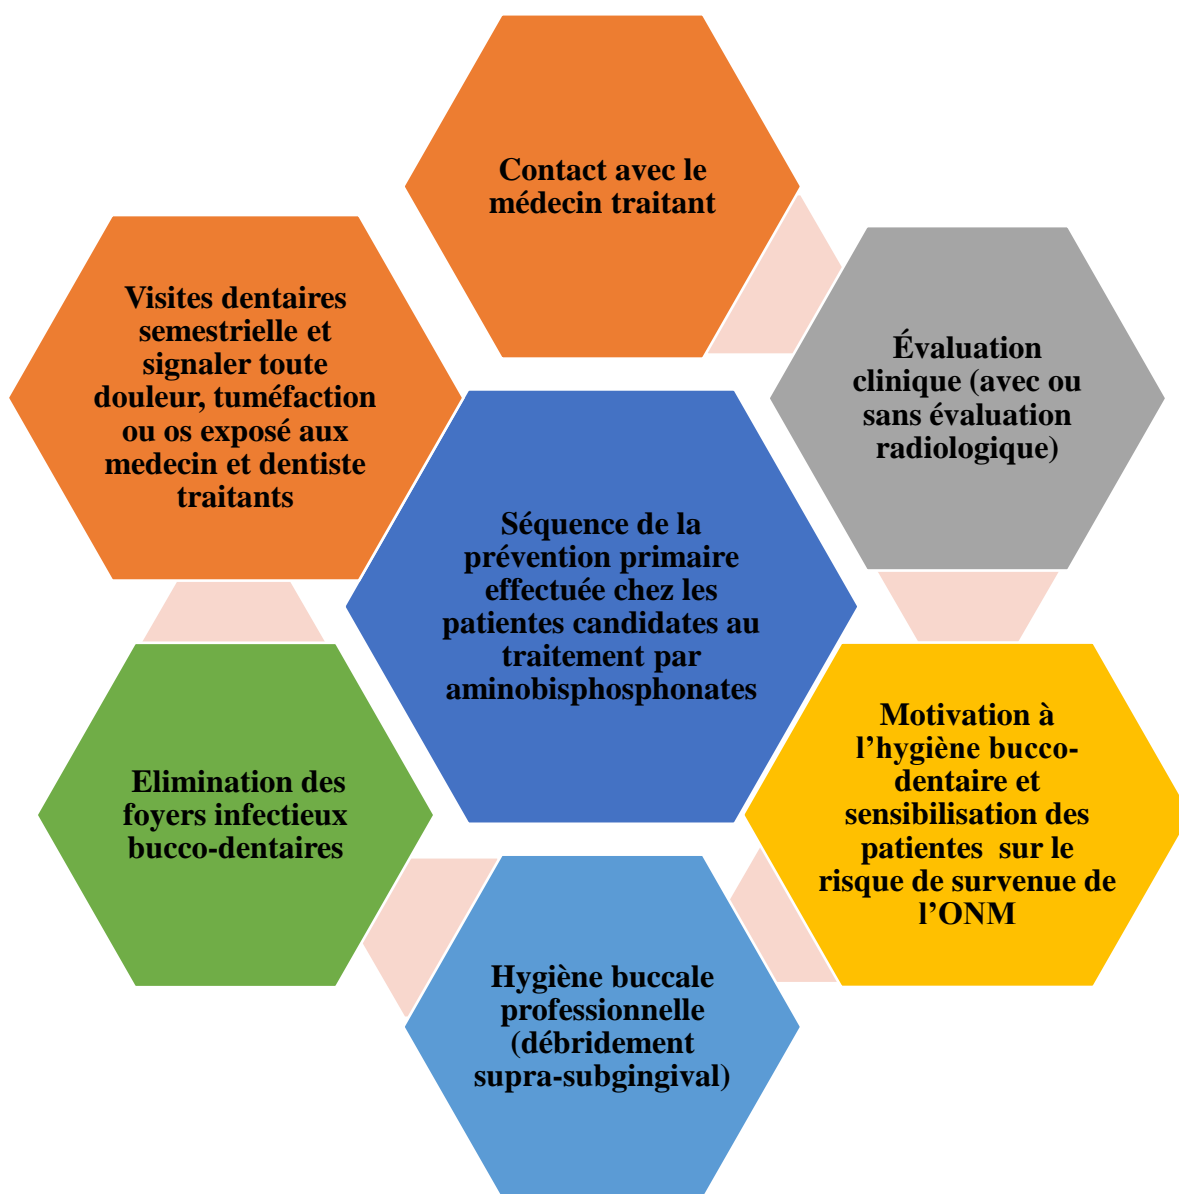 Contact avec le
médecin traitant
Évaluation
clinique (avec ou
sans évaluation
radiologique)
Motivation à
l’hygiène bucco-
dentaire et
sensibilisation des
patientes sur le
risque de survenue de
l’ONM
Hygiène buccale
professionnelle
(débridement
supra-subgingival)
Elimination des
foyers infectieux
bucco-dentaires
Visites dentaires
semestrielle et
signaler toute
douleur, tuméfaction
ou os exposé aux
medecin et dentiste
traitants
Séquence de la
prévention primaire
effectuée chez les
patientes candidates au
traitement par
aminobisphosphonates